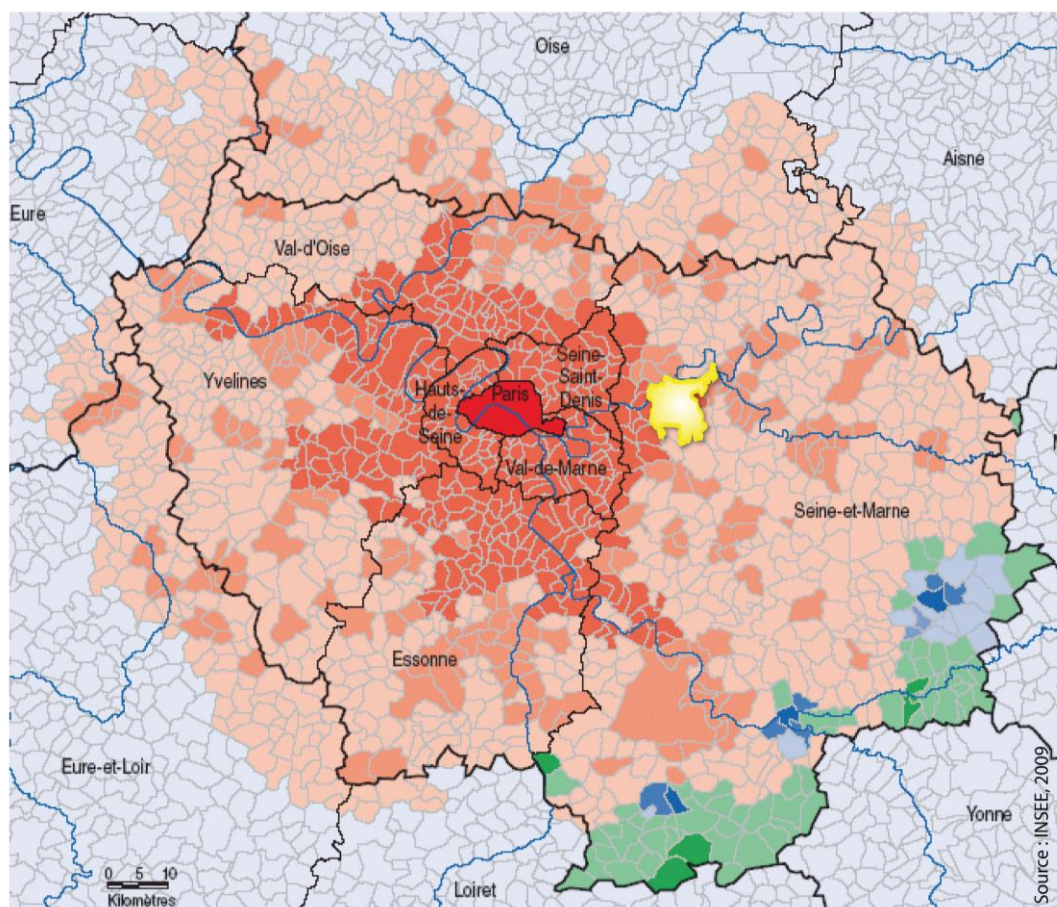 Oise
Aisne
Eure
Val-d'Oise
Yvelines
Hauts-
de-
Seine
Paris
Seine-
Saint-
Denis
Val-de-Marne
Seine-et-Marne
Essonne
Eure-et-Loir
Loiret
Yonne
0 5 10
Kilomètres
Source : INSEE, 2009